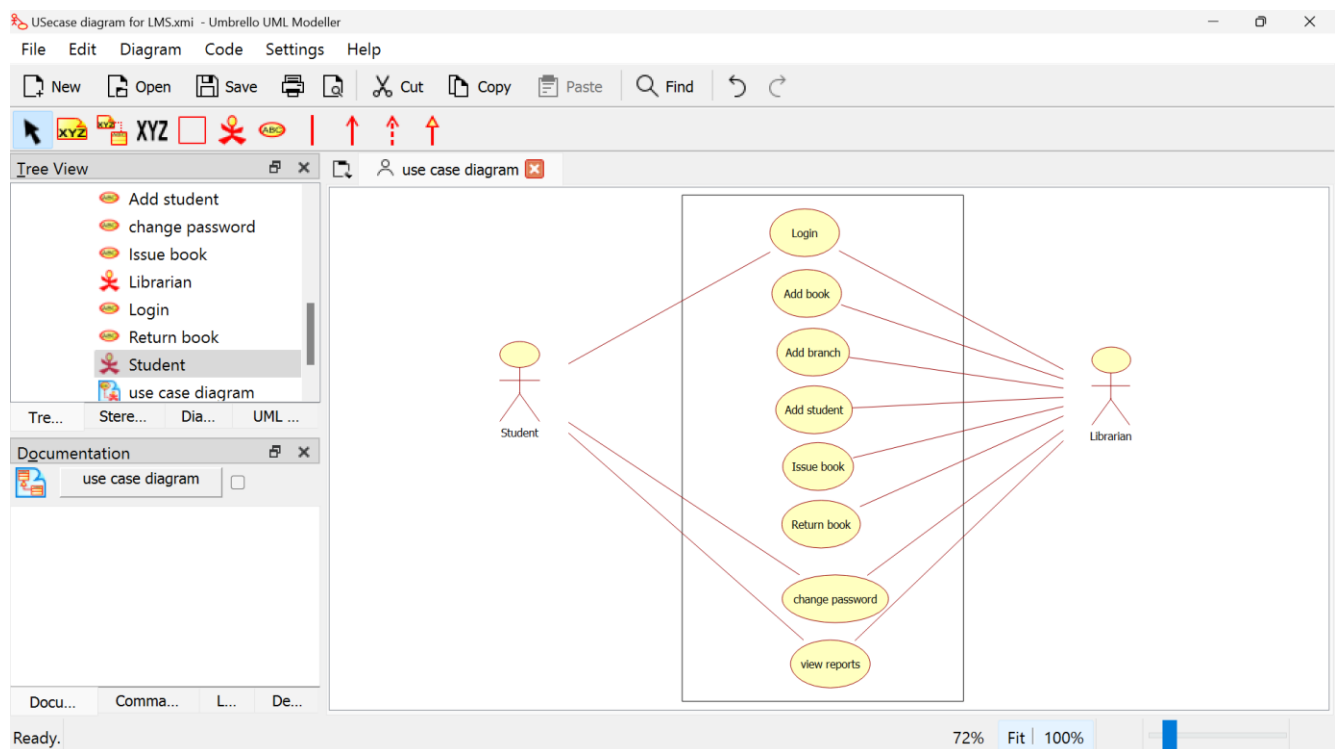 USecase diagram for LMS.xmi - Umbrello UML Modeller
File Edit Diagram Code Settings Help
New Open Save Cut Copy Paste Find
XYZ XYZ XYZ ABC
Tree View
use case diagram
Add student
change password
Issue book
Librarian
Login
Return book
Student
use case diagram
Tre... Stere... Dia... UML ...
Documentation
use case diagram
Docu... Comma... L... De...
Login
Add book
Add branch
Add student
Issue book
Return book
change password
view reports
Student
Librarian
Ready.
72% Fit 100%